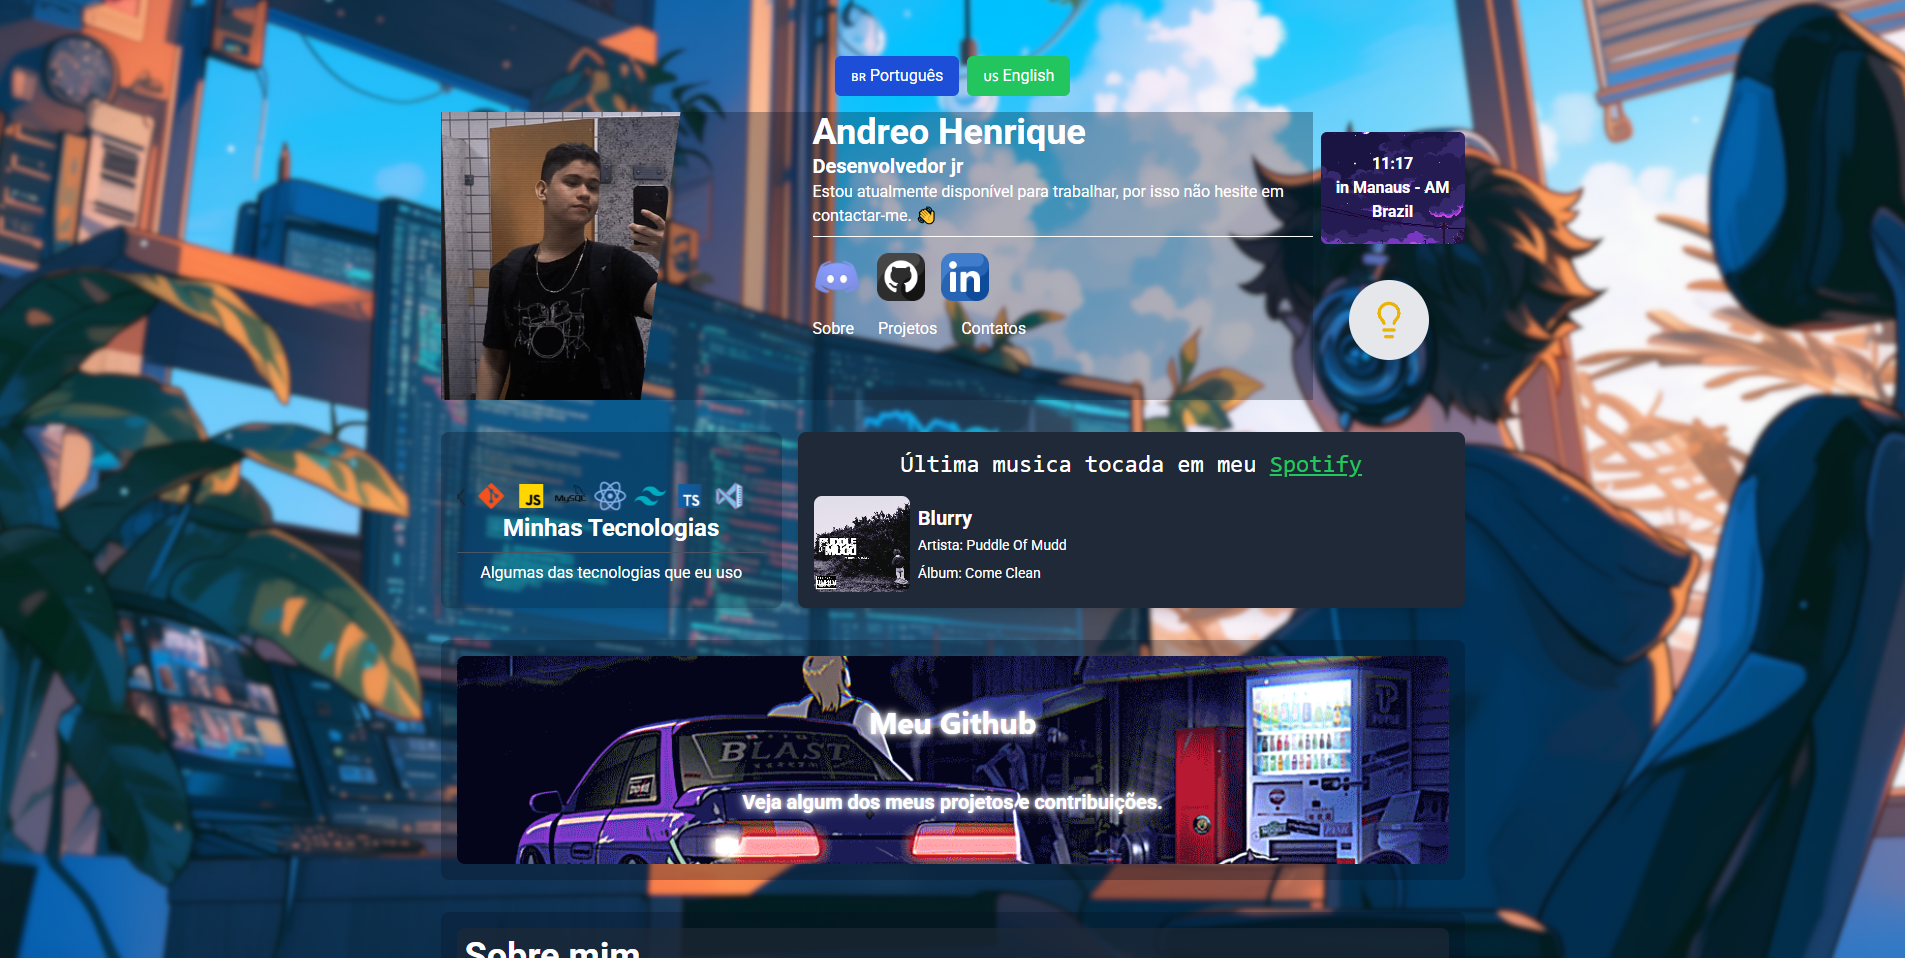 BR Português
US English
Andreo Henrique
Desenvolvedor jr
Estou atualmente disponível para trabalhar, por isso não hesite em
contactar-me. 👏
11:17
in Manaus - AM
Brazil
in
Sobre Projetos Contatos
JS MySQL TS
Minhas Tecnologias
Algumas das tecnologias que eu uso
Última musica tocada em meu Spotify
PUDDLE
OF MUDD
Blurry
Artista: Puddle Of Mudd
Álbum: Come Clean
Meu Github
BLAST
Veja algum dos meus projetos e contribuições.
Sobre mim